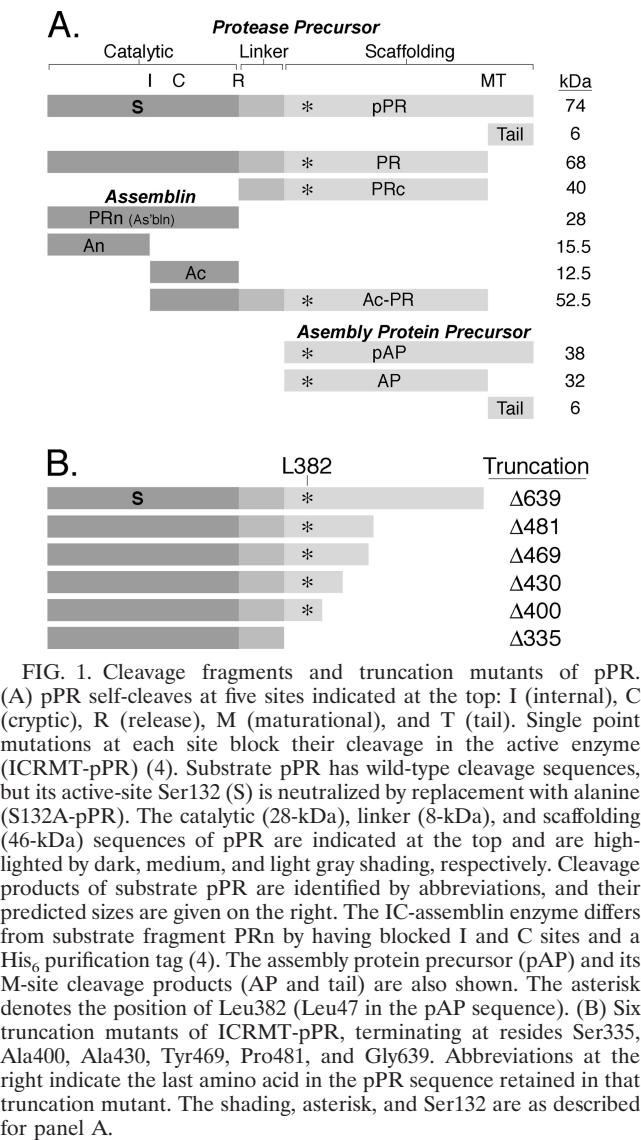 A.
Protease Precursor
Catalytic Linker Scaffolding
I C R MT kDa
S * pPR 74
Tail 6
* PR 68
* PRc 40
Assemblin
PRn (As'bln) 28
An 15.5
Ac 12.5
* Ac-PR 52.5
Asembly Protein Precursor
* pAP 38
* AP 32
Tail 6
B.
L382 Truncation
S * Δ639
* Δ481
* Δ469
* Δ430
* Δ400
Δ335
FIG. 1. Cleavage fragments and truncation mutants of pPR.
(A) pPR self-cleaves at five sites indicated at the top: I (internal), C
(cryptic), R (release), M (maturational), and T (tail). Single point
mutations at each site block their cleavage in the active enzyme
(ICRMT-pPR) (4). Substrate pPR has wild-type cleavage sequences,
but its active-site Ser132 (S) is neutralized by replacement with alanine
(S132A-pPR). The catalytic (28-kDa), linker (8-kDa), and scaffolding
(46-kDa) sequences of pPR are indicated at the top and are high-
lighted by dark, medium, and light gray shading, respectively. Cleavage
products of substrate pPR are identified by abbreviations, and their
predicted sizes are given on the right. The IC-assemblin enzyme differs
from substrate fragment PRn by having blocked I and C sites and a
His6 purification tag (4). The assembly protein precursor (pAP) and its
M-site cleavage products (AP and tail) are also shown. The asterisk
denotes the position of Leu382 (Leu47 in the pAP sequence). (B) Six
truncation mutants of ICRMT-pPR, terminating at resides Ser335,
Ala400, Ala430, Tyr469, Pro481, and Gly639. Abbreviations at the
right indicate the last amino acid in the pPR sequence retained in that
truncation mutant. The shading, asterisk, and Ser132 are as described
for panel A.